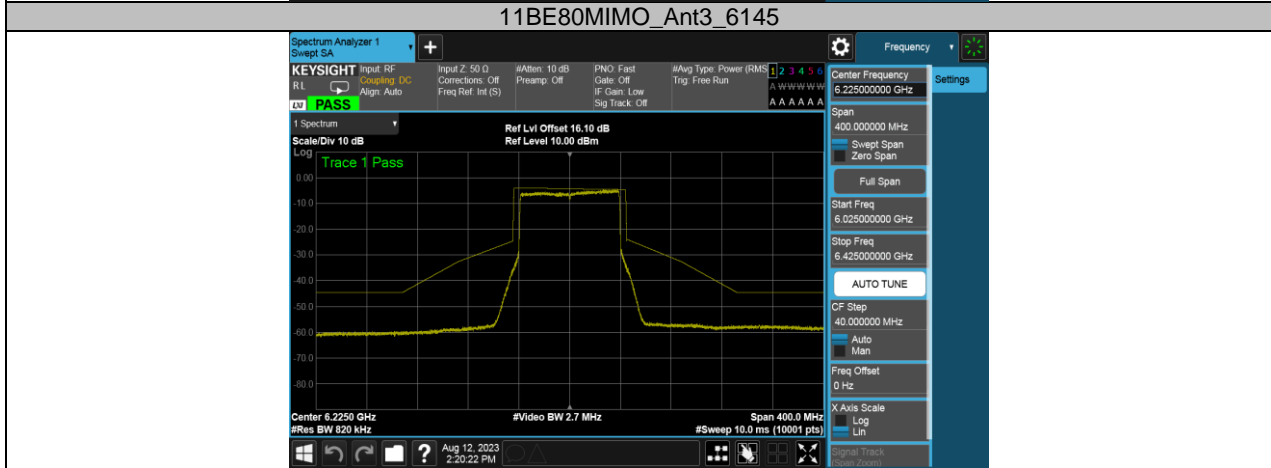 11BE80MIMO_Ant3_6145
Spectrum Analyzer 1
Swept SA
+
Frequency
KEYSIGHT
RL
LXI
PASS
Input: RF
Coupling: DC
Align: Auto
Input Z: 50 Ω
Corrections: Off
Freq Ref: Int (S)
#Atten: 10 dB
Preamp: Off
PNO: Fast
Gate: Off
IF Gain: Low
Sig Track: Off
#Avg Type: Power (RMS
Trig: Free Run
1 2 3 4 5 6
A W W W W W
A A A A A A
Settings
1 Spectrum
Scale/Div 10 dB
Ref Lvl Offset 16.10 dB
Ref Level 10.00 dBm
Log
Trace 1 Pass
0.00
-10.0
-20.0
-30.0
-40.0
-50.0
-60.0
-70.0
-80.0
Center 6.2250 GHz
#Res BW 820 kHz
#Video BW 2.7 MHz
Span 400.0 MHz
#Sweep 10.0 ms (10001 pts)
Center Frequency
6.225000000 GHz
Span
400.000000 MHz
Swept Span
Zero Span
Full Span
Start Freq
6.025000000 GHz
Stop Freq
6.425000000 GHz
AUTO TUNE
CF Step
40.000000 MHz
Auto
Man
Freq Offset
0 Hz
X Axis Scale
Log
Lin
Signal Track
(Span Zoom)
?
Aug 12, 2023
2:20:22 PM